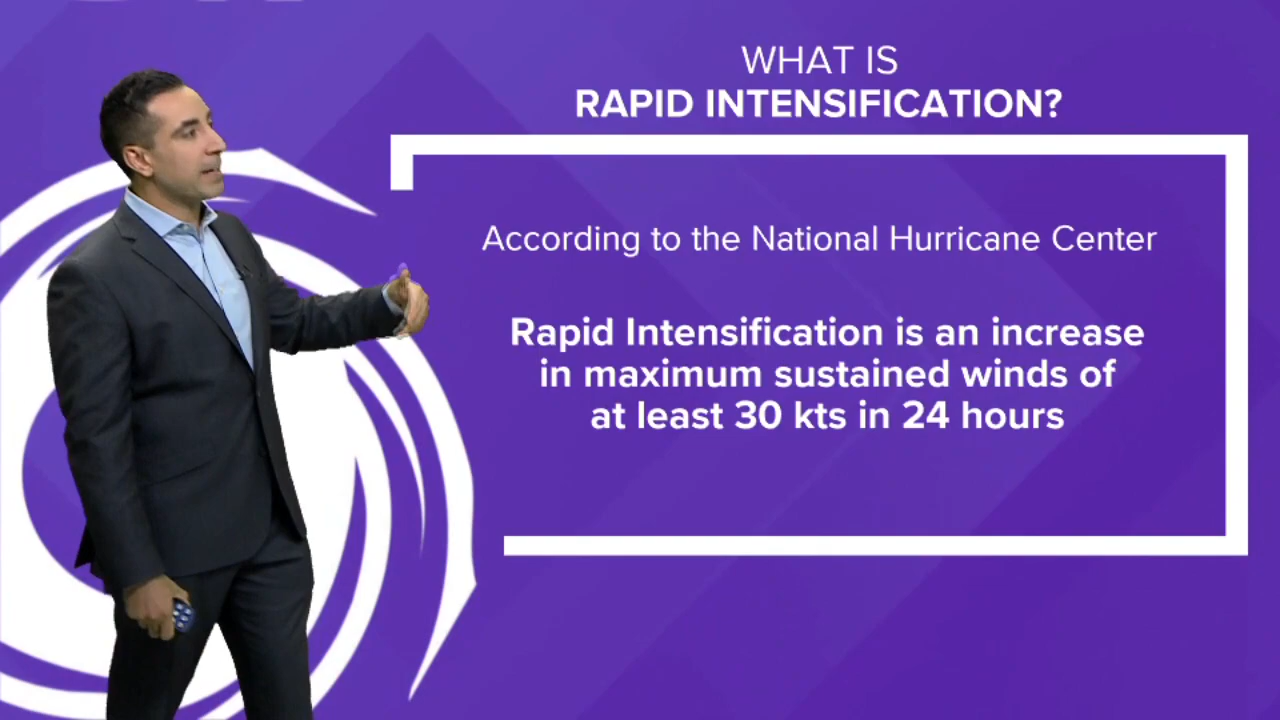 WHAT IS
RAPID INTENSIFICATION?
According to the National Hurricane Center
Rapid Intensification is an increase
in maximum sustained winds of
at least 30 kts in 24 hours